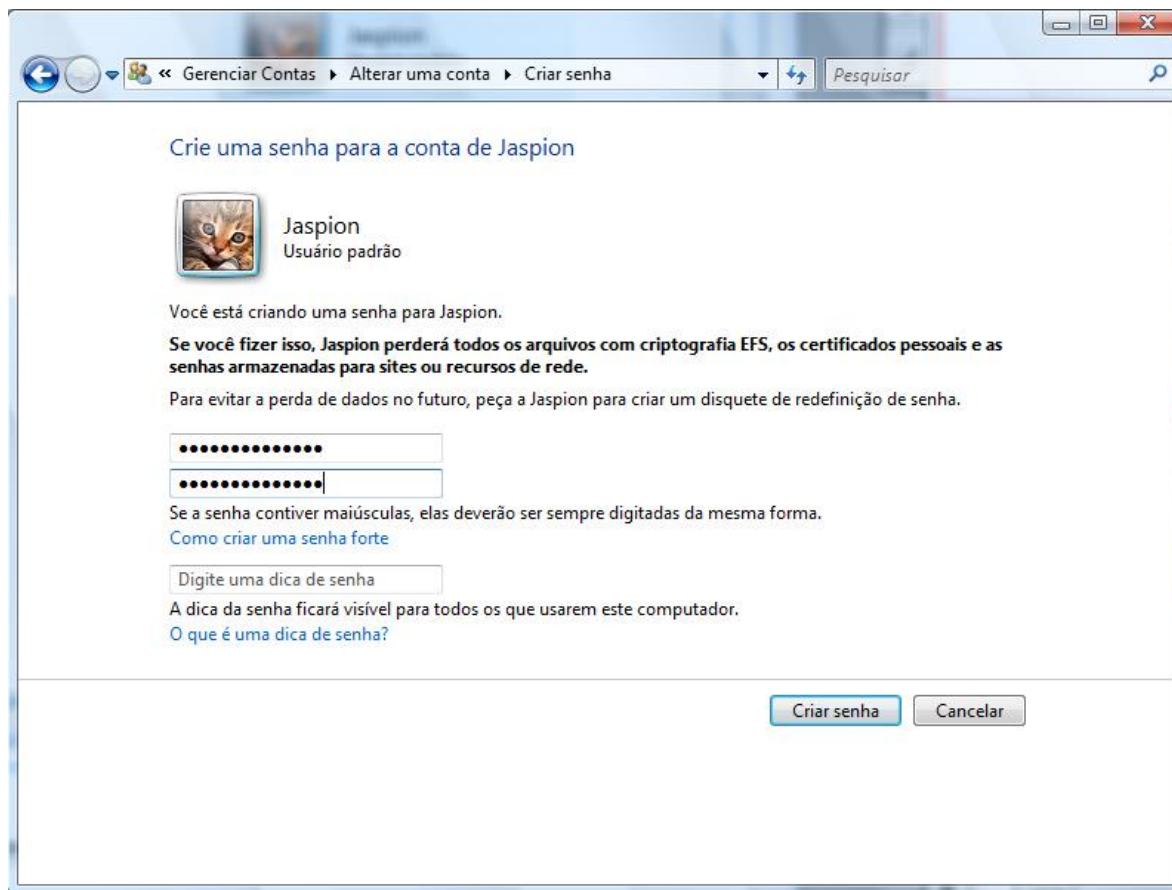 Jaspion
« Gerenciar Contas ▸ Alterar uma conta ▸ Criar senha
Pesquisar
Crie uma senha para a conta de Jaspion
Jaspion
Usuário padrão
Você está criando uma senha para Jaspion.
Se você fizer isso, Jaspion perderá todos os arquivos com criptografia EFS, os certificados pessoais e as
senhas armazenadas para sites ou recursos de rede.
Para evitar a perda de dados no futuro, peça a Jaspion para criar um disquete de redefinição de senha.
●●●●●●●●●●●●●●
●●●●●●●●●●●●●●
Se a senha contiver maiúsculas, elas deverão ser sempre digitadas da mesma forma.
Como criar uma senha forte
Digite uma dica de senha
A dica da senha ficará visível para todos os que usarem este computador.
O que é uma dica de senha?
Criar senha Cancelar